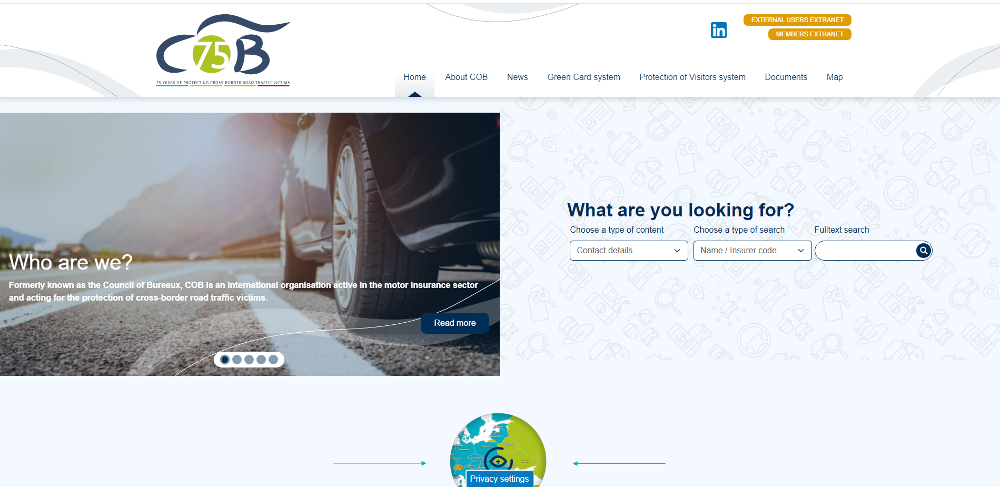 COB
75
75 YEARS OF PROTECTING CROSS-BORDER ROAD TRAFFIC VICTIMS
in
EXTERNAL USERS EXTRANET
MEMBERS EXTRANET
Home
About COB
News
Green Card system
Protection of Visitors system
Documents
Map
Who are we?
Formerly known as the Council of Bureaux, COB is an international organisation active in the motor insurance sector
and acting for the protection of cross-border road traffic victims.
Read more
What are you looking for?
Choose a type of content
Choose a type of search
Fulltext search
Contact details
Name / Insurer code
Privacy settings